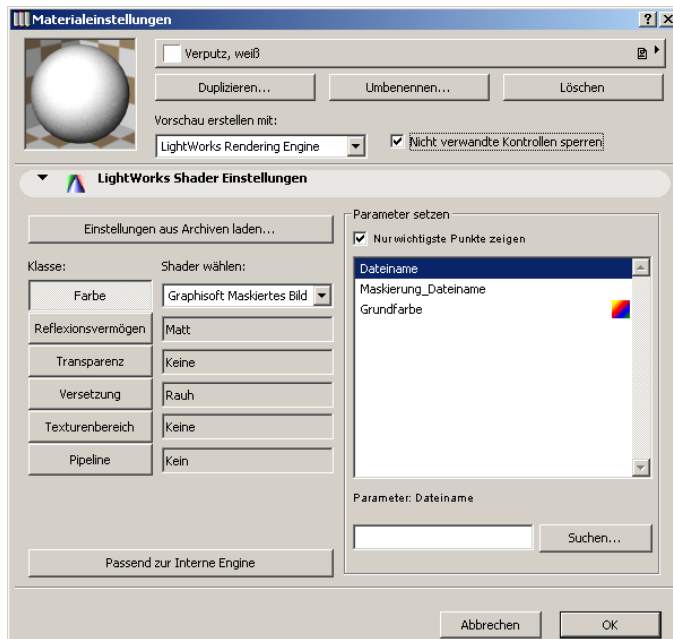 Materialeinstellungen
Verputz, weiß
Duplizieren...
Umbenennen...
Löschen
Vorschau erstellen mit:
LightWorks Rendering Engine
Nicht verwandte Kontrollen sperren
LightWorks Shader Einstellungen
Einstellungen aus Archiven laden...
Klasse:
Shader wählen:
Farbe
Graphisoft Maskiertes Bild
Reflexionsvermögen
Matt
Transparenz
Keine
Versetzung
Rauh
Texturenbereich
Keine
Pipeline
Kein
Passend zur Interne Engine
Parameter setzen
Nur wichtigste Punkte zeigen
Dateiname
Maskierung_Dateiname
Grundfarbe
Parameter: Dateiname
Suchen...
Abbrechen
OK